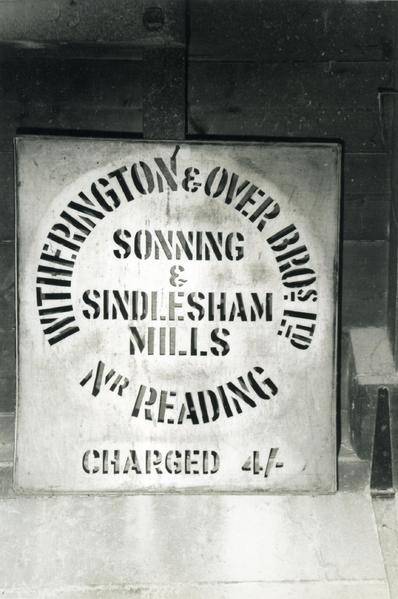 WITHERINGTON & OVER BROS. LTD
SONNING
&
SINDLESHAM
MILLS
NR READING
CHARGED 4/-